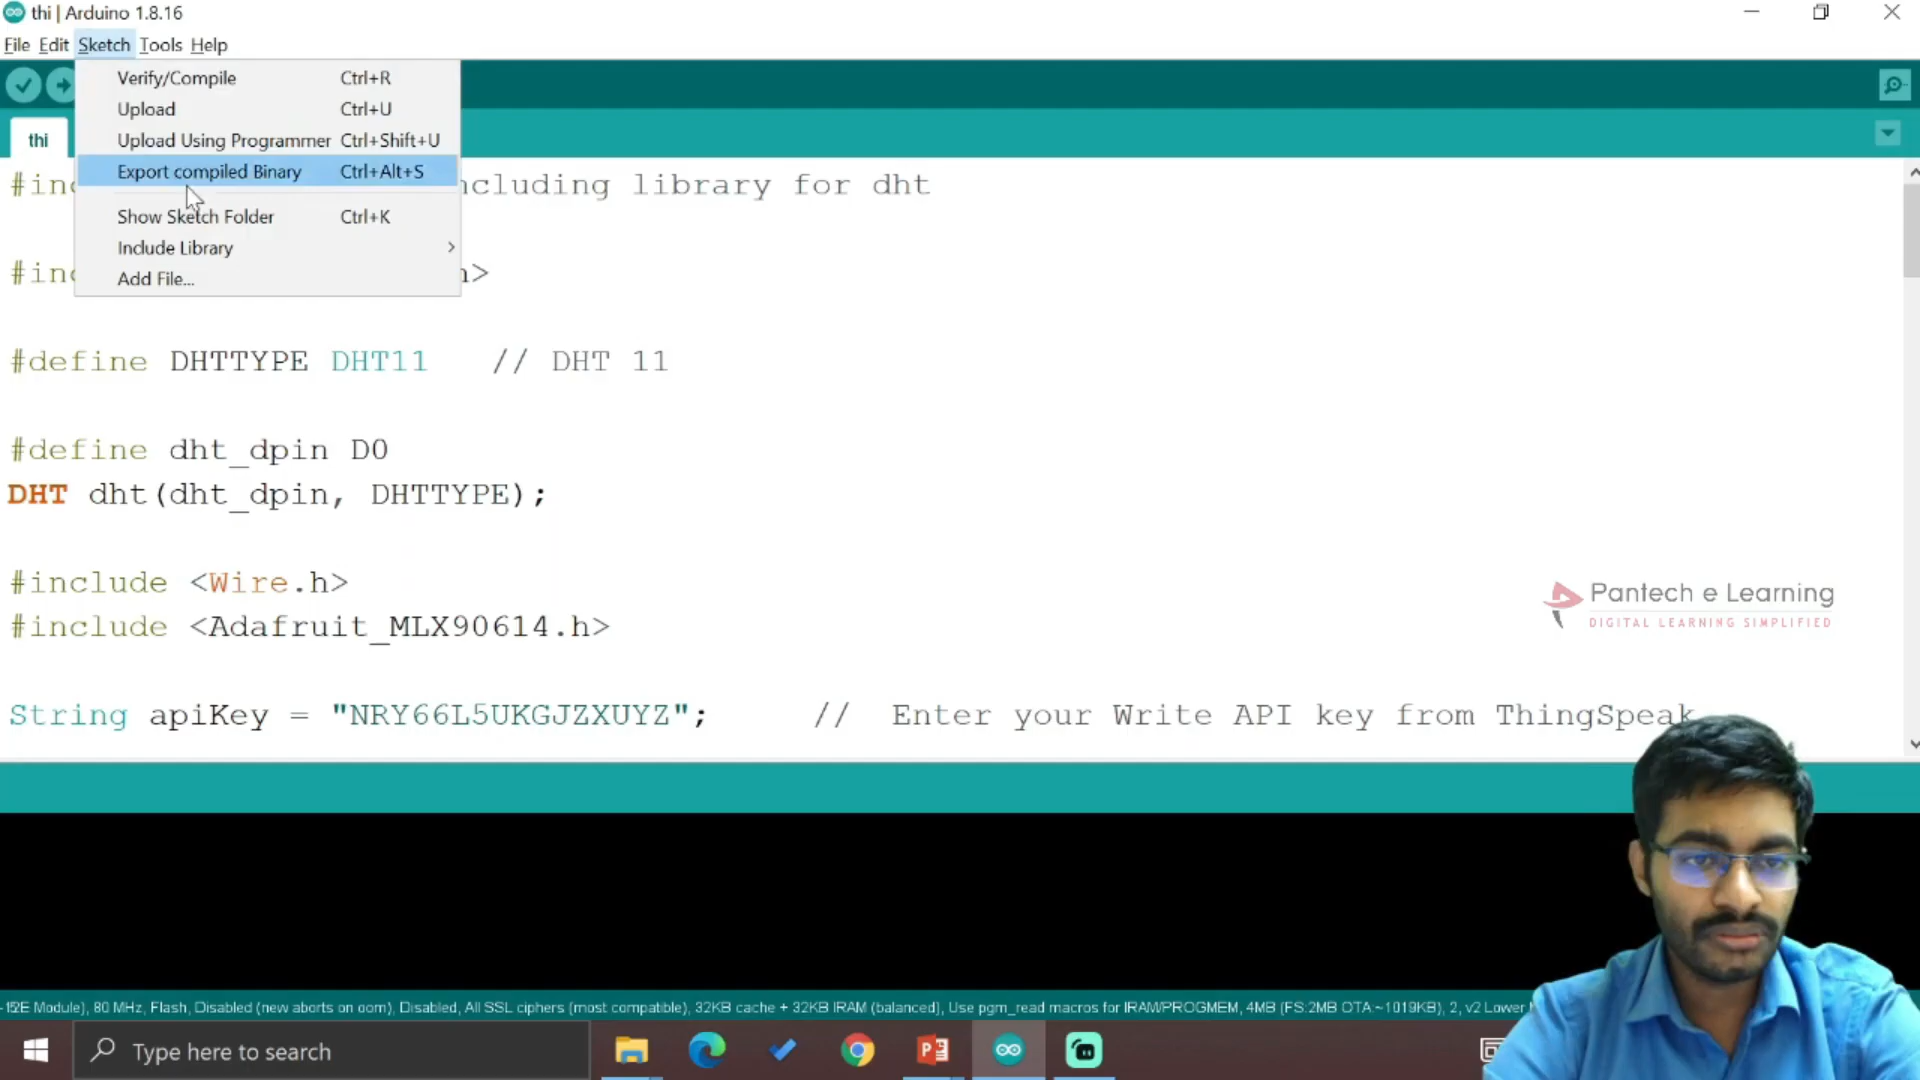 thi | Arduino 1.8.16
File Edit Sketch Tools Help
Verify/Compile Ctrl+R
Upload Ctrl+U
thi
Upload Using Programmer Ctrl+Shift+U
Export compiled Binary Ctrl+Alt+S
#inc ncluding library for dht
Show Sketch Folder Ctrl+K
Include Library
#inc h>
Add File...
#define DHTTYPE DHT11 // DHT 11
#define dht_dpin D0
DHT dht(dht_dpin, DHTTYPE);
#include <Wire.h>
#include <Adafruit_MLX90614.h>
Pantech e Learning
DIGITAL LEARNING SIMPLIFIED
String apiKey = "NRY66L5UKGJZXUYZ"; // Enter your Write API key from ThingSpeak
Module), 80 MHz, Flash, Disabled (new aborts on oom), Disabled, All SSL ciphers (most compatible), 32KB cache + 32KB IRAM (balanced), Use pgm_read macros for IRAM/PROGMEM, 4MB (FS:2MB OTA:~1019KB), 2, v2 Lower
Type here to search